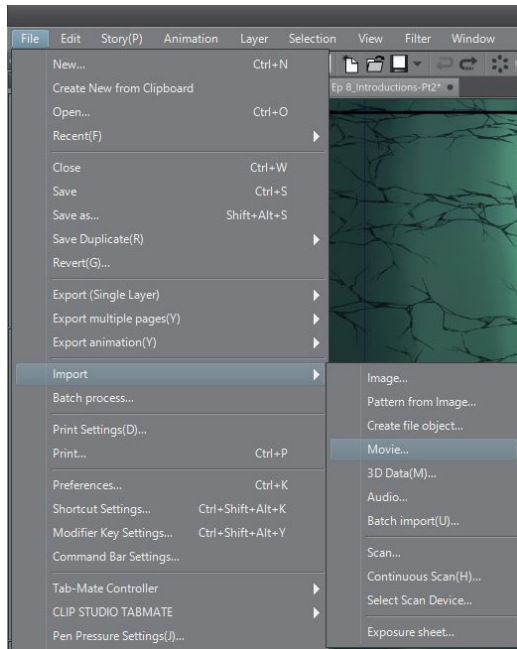 File Edit Story(P) Animation Layer Selection View Filter Window
New... Ctrl+N
Create New from Clipboard
Open... Ctrl+O
Recent(F)
Close Ctrl+W
Save Ctrl+S
Save as... Shift+Alt+S
Save Duplicate(R)
Revert(G)...
Export (Single Layer)
Export multiple pages(Y)
Export animation(Y)
Import
Batch process...
Print Settings(D)...
Print... Ctrl+P
Preferences... Ctrl+K
Shortcut Settings... Ctrl+Shift+Alt+K
Modifier Key Settings... Ctrl+Shift+Alt+Y
Command Bar Settings...
Tab-Mate Controller
CLIP STUDIO TABMATE
Pen Pressure Settings(J)...
Ep 8_Introductions-Pt2*
Image...
Pattern from Image...
Create file object...
Movie...
3D Data(M)...
Audio...
Batch import(U)...
Scan...
Continuous Scan(H)...
Select Scan Device...
Exposure sheet...